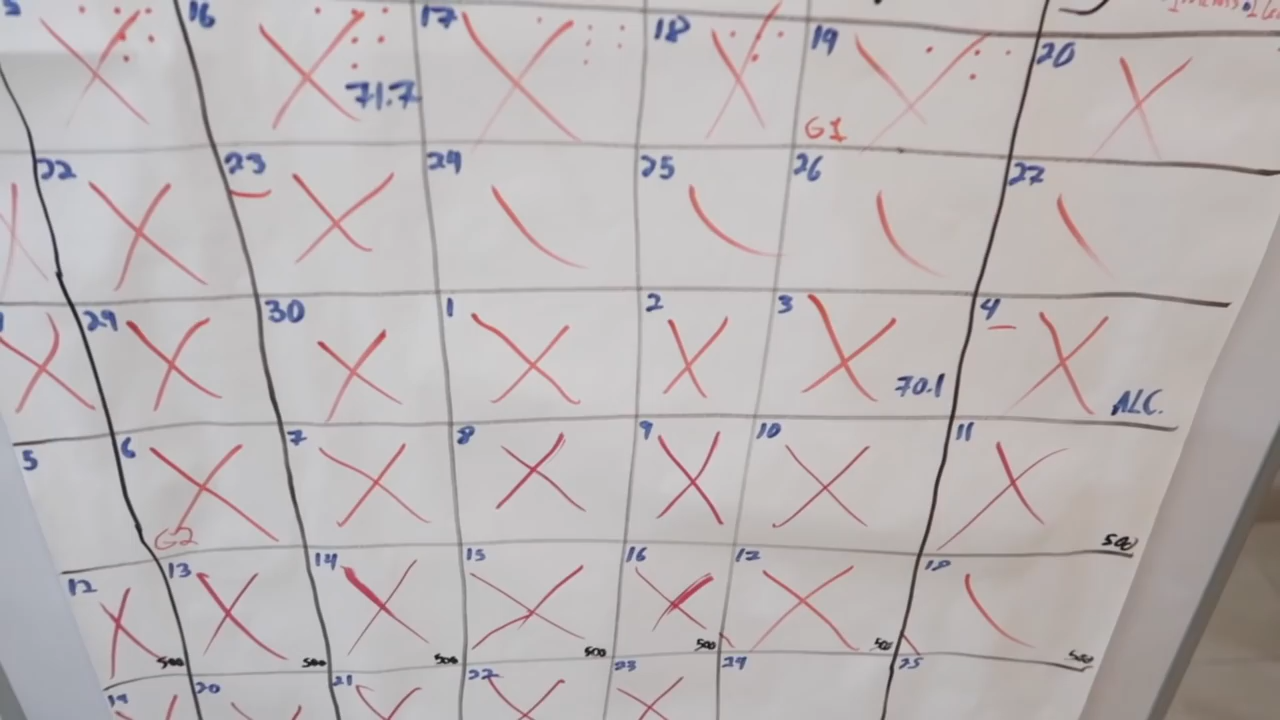 16 17 18 19 20
71.7
G1
22 23 24 25 26 27
29 30 1 2 3 4
70.1 ALC.
5 6 7 8 9 10 11
G2 500
12 13 14 15 16 17 18
500 500 500 500 500 500 500
19 20 21 22 23 24 25